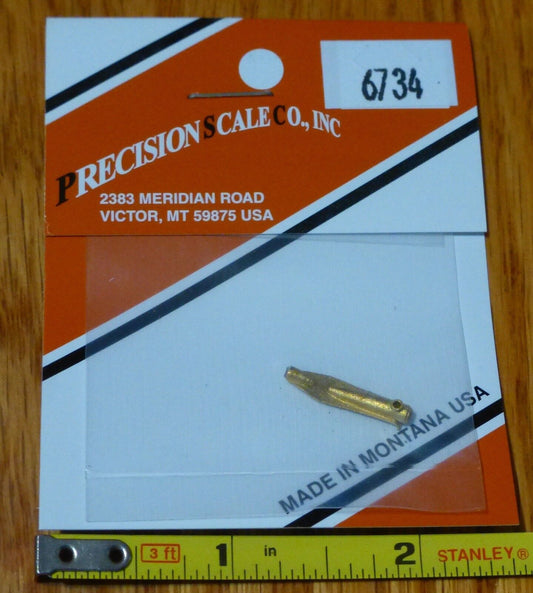 6734
PRECISION SCALE CO., INC
2383 MERIDIAN ROAD
VICTOR, MT 59875 USA
MADE IN MONTANA USA
3 ft 1 in 2 STANLEY®